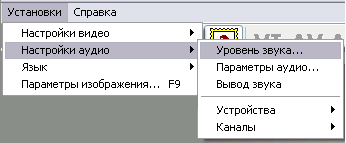 Установки Справка
Настройки видео
Настройки аудио
Язык
Параметры изображения... F9
Уровень звука...
Параметры аудио...
Вывод звука
Устройства
Каналы